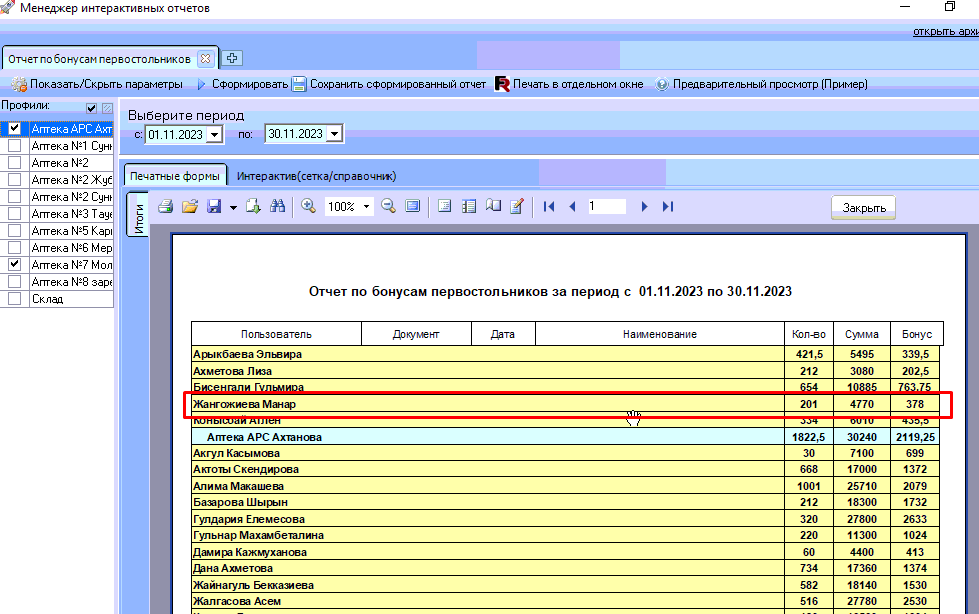 Менеджер интерактивных отчетов
открыть архи
Отчет по бонусам первостольников
Показать/Скрыть параметры Сформировать Сохранить сформированный отчет Печать в отдельном окне Предварительный просмотр (Пример)
Профили:
Аптека АРС Ахт
Аптека №1 Сунк
Аптека №2
Аптека №2 Жуб
Аптека №2 Сунк
Аптека №3 Тау
Аптека №5 Кар
Аптека №6 Мер
Аптека №7 Мол
Аптека №8 заре
Склад
Выберите период
с: 01.11.2023 по: 30.11.2023
Печатные формы Интерактив(сетка/справочник)
Итоги
100% 1 Закрыть
Отчет по бонусам первостольников за период с 01.11.2023 по 30.11.2023
Пользователь Документ Дата Наименование Кол-во Сумма Бонус
Арыкбаева Эльвира 421,5 5495 339,5
Ахметова Лиза 212 3080 202,5
Бисенгали Гульмира 654 10885 763,75
Жангожиева Манар 201 4770 378
Конысбай Атлен 334 6010 435,5
Аптека АРС Ахтанова 1822,5 30240 2119,25
Акгул Касымова 30 7100 699
Актоты Скендирова 668 17000 1372
Алима Макашева 1001 25710 2079
Базарова Шырын 212 18300 1732
Гулдария Елемесова 320 27800 2633
Гульнар Махамбеталина 220 11300 1024
Дамира Кажмуханова 60 4400 413
Дана Ахметова 734 17360 1374
Жайнагуль Бекказиева 582 18140 1530
Жалгасова Асем 516 27780 2530